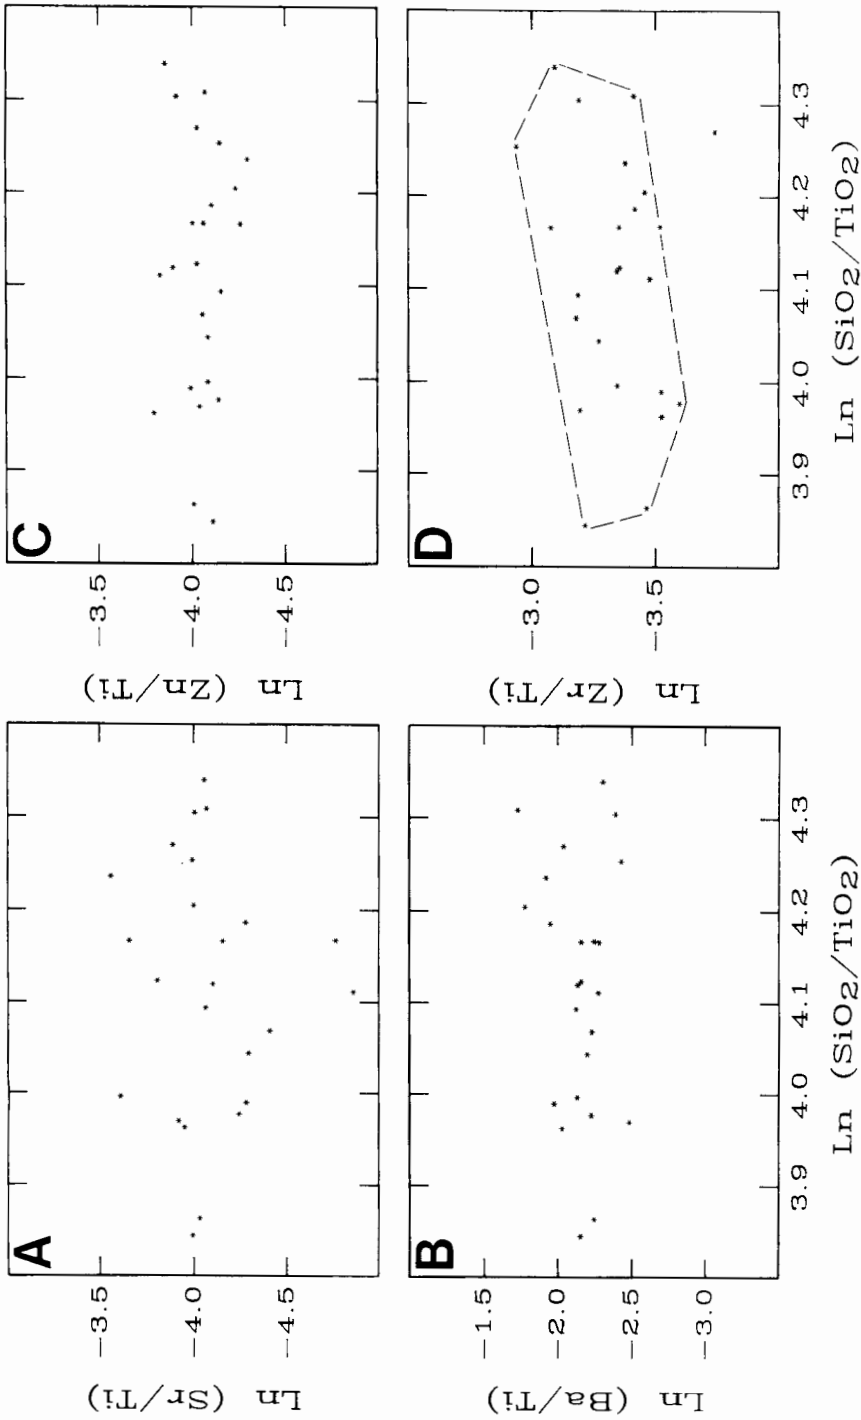 A
Ln (Sr/Ti)
-3.5
-4.0
-4.5
C
Ln (Zn/Ti)
-3.5
-4.0
-4.5
B
Ln (Ba/Ti)
-1.5
-2.0
-2.5
-3.0
3.9 4.0 4.1 4.2 4.3
Ln (SiO₂/TiO₂)
D
Ln (Zr/Ti)
-3.0
-3.5
3.9 4.0 4.1 4.2 4.3
Ln (SiO₂/TiO₂)